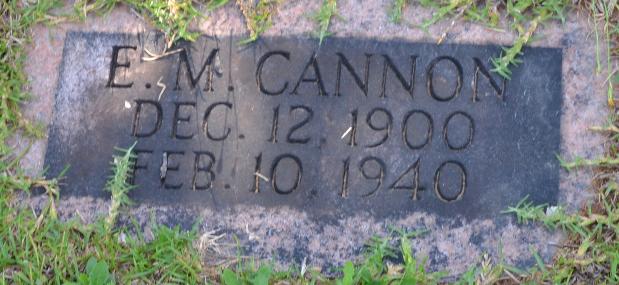 E. M. CANNON
DEC. 12, 1900
FEB. 10, 1940